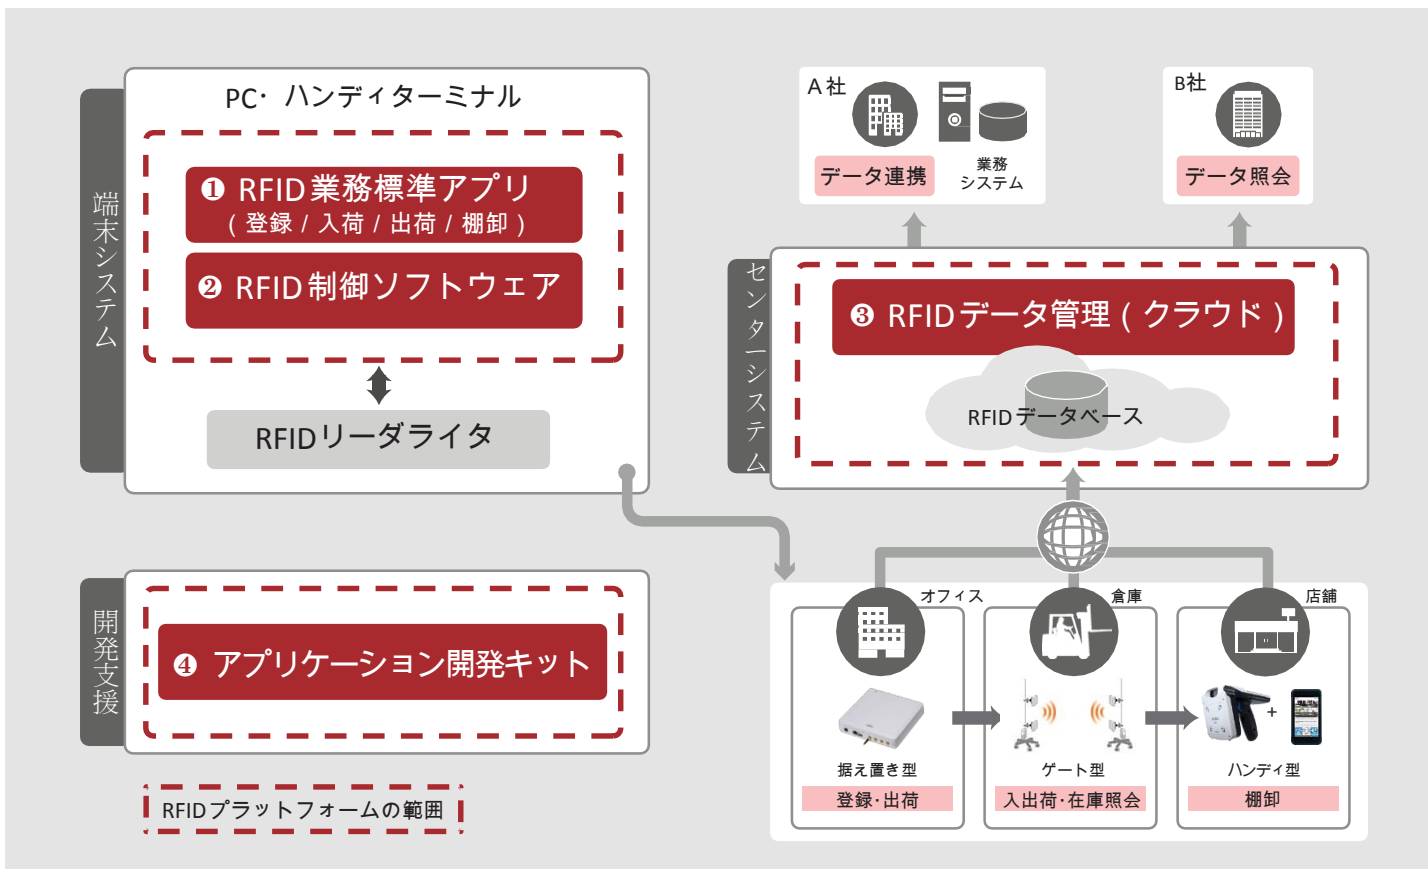 端末システム
PC・ハンディターミナル
❶ RFID業務標準アプリ
(登録/入荷/出荷/棚卸)
❷ RFID制御ソフトウェア
RFIDリーダライタ
開発支援
❹ アプリケーション開発キット
RFIDプラットフォームの範囲
A社
データ連携
業務
システム
B社
データ照会
センターシステム
❸ RFIDデータ管理(クラウド)
RFIDデータベース
オフィス
据え置き型
登録・出荷
倉庫
ゲート型
入出荷・在庫照会
店舗
+
ハンディ型
棚卸